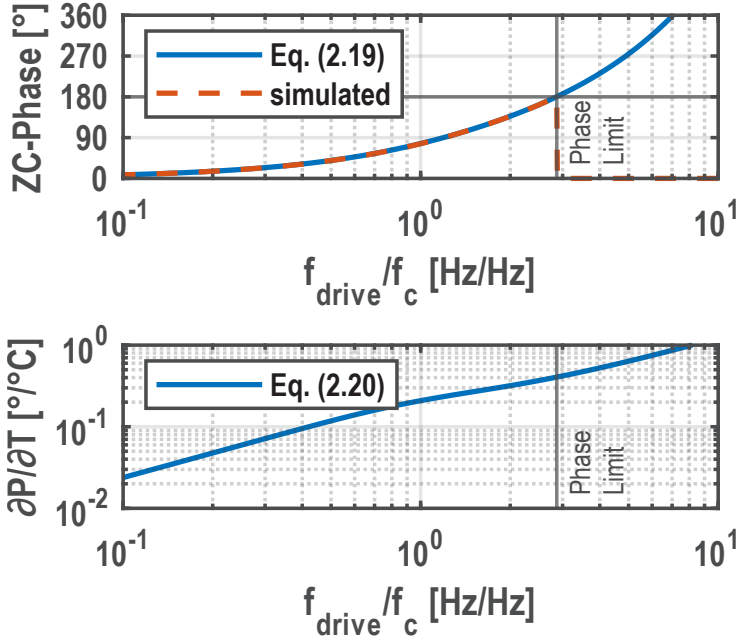 ZC-Phase [°]
360
270
180
90
0
Eq. (2.19)
simulated
Phase
Limit
10^-1
10^0
10^1
f_drive/f_c [Hz/Hz]
∂P/∂T [°/°C]
10^0
10^-1
10^-2
Eq. (2.20)
Phase
Limit
10^-1
10^0
10^1
f_drive/f_c [Hz/Hz]